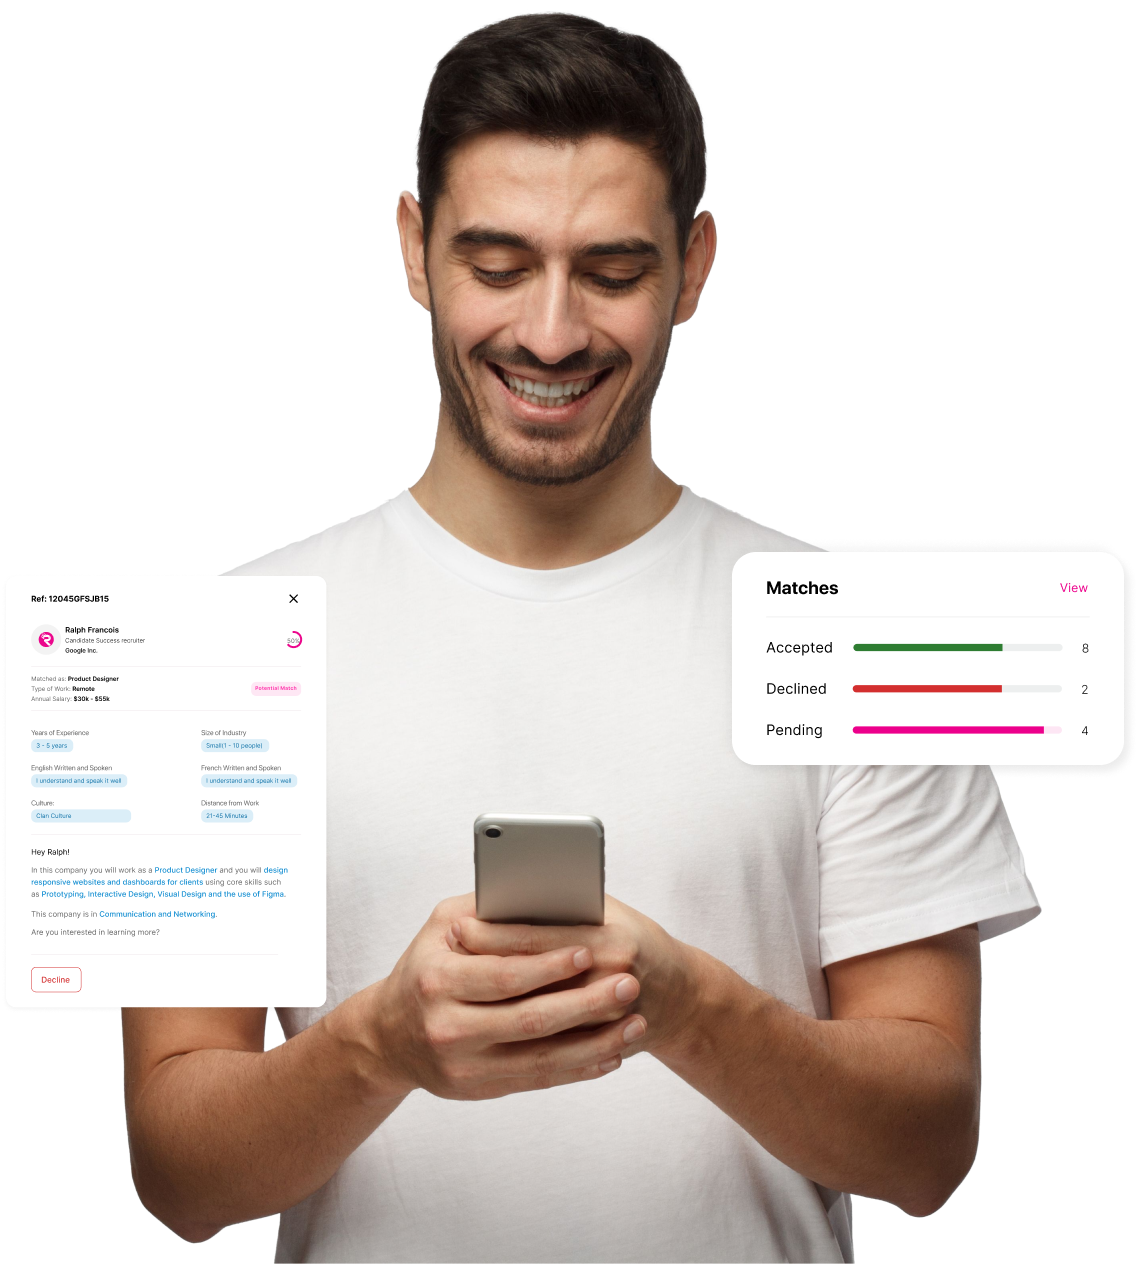 Ref: 12045GFSJB15
Ralph Francois
Candidate Success recruiter
Google Inc.
50%
Matched as: Product Designer
Type of Work: Remote
Annual Salary: $30k - $55k
Potential Match
Years of Experience
3 - 5 years
Size of Industry
Small(1 - 10 people)
English Written and Spoken
I understand and speak it well
French Written and Spoken
I understand and speak it well
Culture:
Clan Culture
Distance from Work
21-45 Minutes
Hey Ralph!
In this company you will work as a Product Designer and you will design
responsive websites and dashboards for clients using core skills such
as Prototyping, Interactive Design, Visual Design and the use of Figma.
This company is in Communication and Networking.
Are you interested in learning more?
Decline
Matches View
Accepted 8
Declined 2
Pending 4